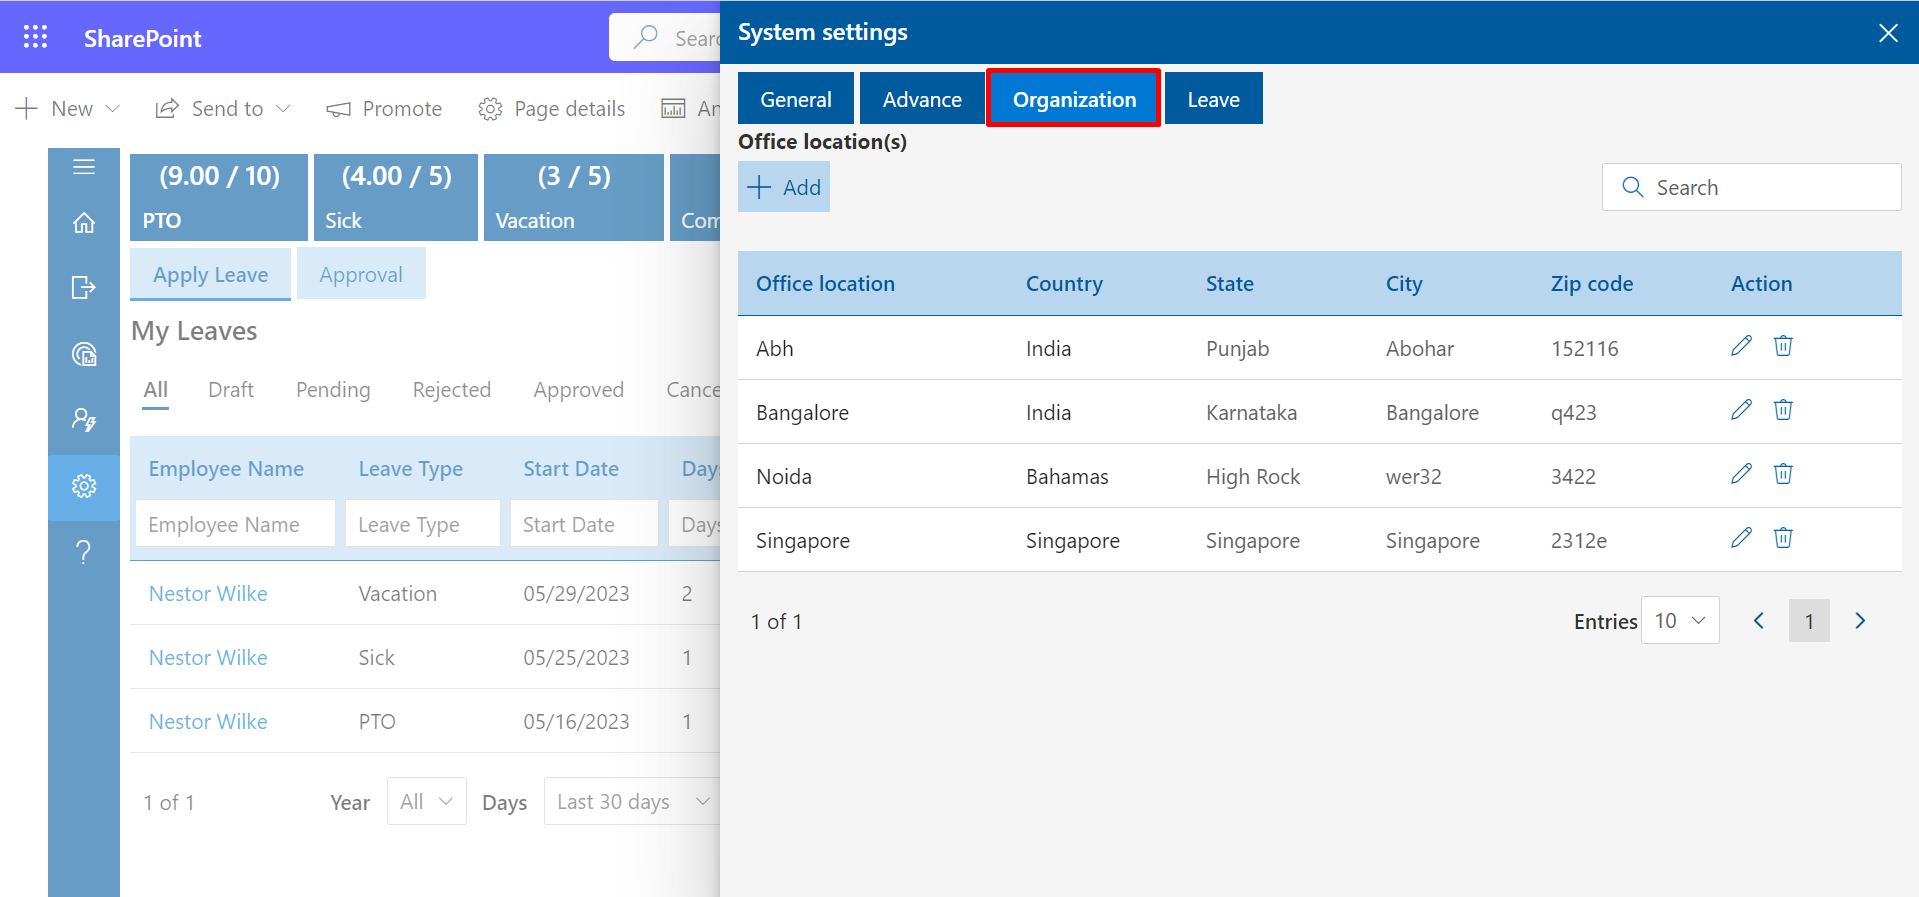 SharePoint
System settings
New
Send to
Promote
Page details
General
Advance
Organization
Leave
Office location(s)
Add
Search
(9.00 / 10)
PTO
(4.00 / 5)
Sick
(3 / 5)
Vacation
Apply Leave
Approval
My Leaves
All
Draft
Pending
Rejected
Approved
Employee Name
Leave Type
Start Date
Employee Name
Leave Type
Start Date
Nestor Wilke Vacation 05/29/2023 2
Nestor Wilke Sick 05/25/2023 1
Nestor Wilke PTO 05/16/2023 1
1 of 1
Year
All
Days
Last 30 days
Office location Country State City Zip code Action
Abh India Punjab Abohar 152116
Bangalore India Karnataka Bangalore q423
Noida Bahamas High Rock wer32 3422
Singapore Singapore Singapore Singapore 2312e
1 of 1
Entries
10
1